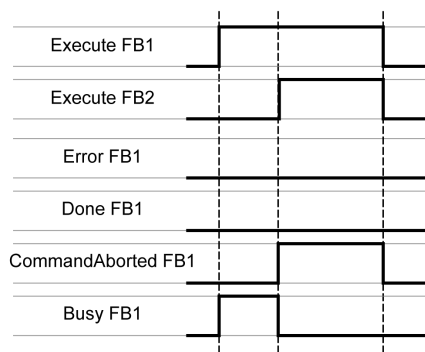 Execute FB1
Execute FB2
Error FB1
Done FB1
CommandAborted FB1
Busy FB1